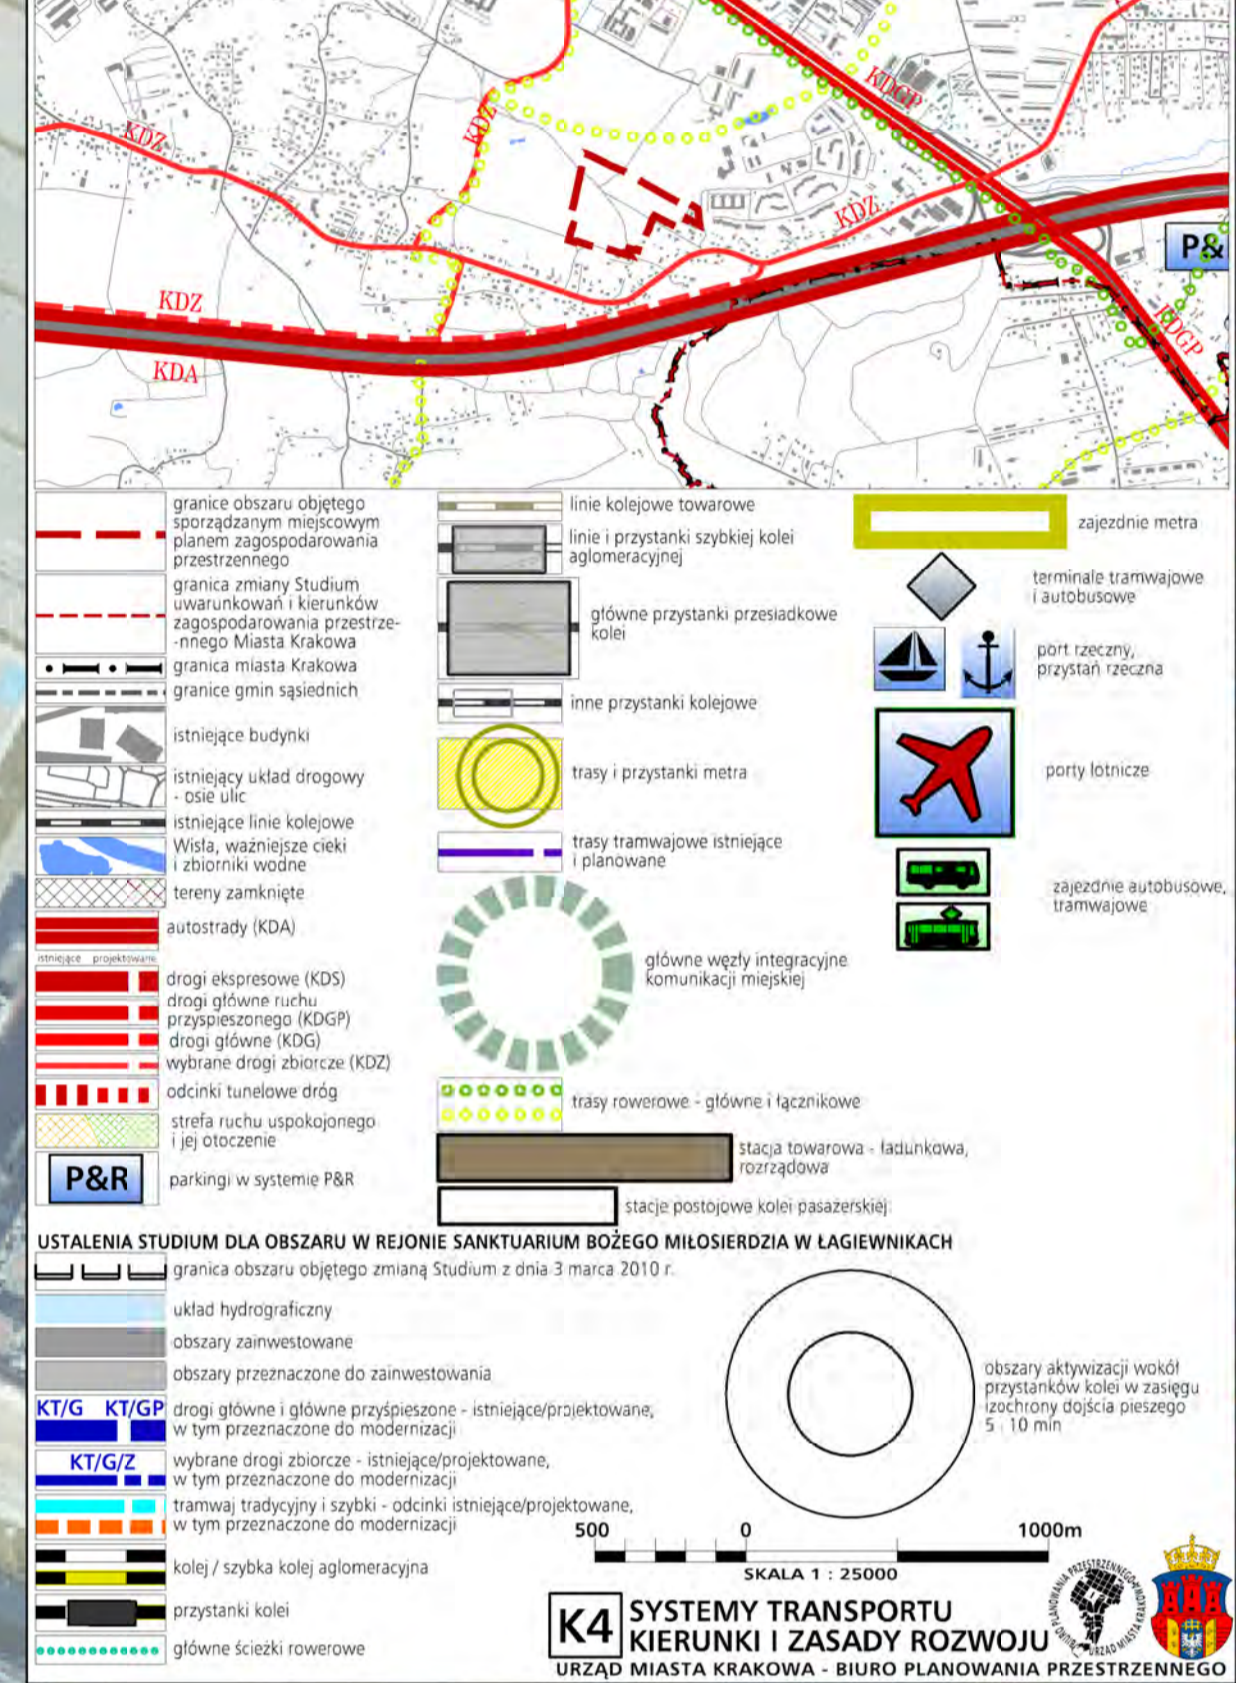 KDZ
KDZ
KDGP
KDZ
P&
KDZ
KDA
KDGP
granice obszaru objętego
sporządzanym miejscowym
planem zagospodarowania
przestrzennego
granica zmiany Studium
uwarunkowań i kierunków
zagospodarowania przestrze-
-nnego Miasta Krakowa
granica miasta Krakowa
granice gmin sąsiednich
istniejące budynki
istniejący układ drogowy
- osie ulic
istniejące linie kolejowe
Wisła, ważniejsze cieki
i zbiorniki wodne
tereny zamknięte
autostrady (KDA)
istniejące projektowane
drogi ekspresowe (KDS)
drogi główne ruchu
przyspieszonego (KDGP)
drogi główne (KDG)
wybrane drogi zbiorcze (KDZ)
odcinki tunelowe dróg
strefa ruchu uspokojonego
i jej otoczenie
P&R
parkingi w systemie P&R
linie kolejowe towarowe
linie i przystanki szybkiej kolei
aglomeracyjnej
główne przystanki przesiadkowe
kolei
inne przystanki kolejowe
trasy i przystanki metra
trasy tramwajowe istniejące
i planowane
główne węzły integracyjne
komunikacji miejskiej
trasy rowerowe - główne i łącznikowe
stacja towarowa - ładunkowa,
rozrządowa
stacje postojowe kolei pasażerskiej
zajezdnie metra
terminale tramwajowe
i autobusowe
port rzeczny,
przystań rzeczna
porty lotnicze
zajezdnie autobusowe,
tramwajowe
USTALENIA STUDIUM DLA OBSZARU W REJONIE SANKTUARIUM BOŻEGO MIŁOSIERDZIA W ŁAGIEWNIKACH
granica obszaru objętego zmianą Studium z dnia 3 marca 2010 r.
układ hydrograficzny
obszary zainwestowane
obszary przeznaczone do zainwestowania
KT/G KT/GP
drogi główne i główne przyśpieszone - istniejące/projektowane,
w tym przeznaczone do modernizacji
KT/G/Z
wybrane drogi zbiorcze - istniejące/projektowane,
w tym przeznaczone do modernizacji
tramwaj tradycyjny i szybki - odcinki istniejące/projektowane,
w tym przeznaczone do modernizacji
kolej / szybka kolej aglomeracyjna
przystanki kolei
główne ścieżki rowerowe
obszary aktywizacji wokół
przystanków kolei w zasięgu
izochrony dojścia pieszego
5 i 10 min
500 0 1000m
SKALA 1 : 25000
K4
SYSTEMY TRANSPORTU
KIERUNKI I ZASADY ROZWOJU
BIURO PLANOWANIA PRZESTRZENNEGO
URZĄD MIASTA KRAKOWA
URZĄD MIASTA KRAKOWA - BIURO PLANOWANIA PRZESTRZENNEGO